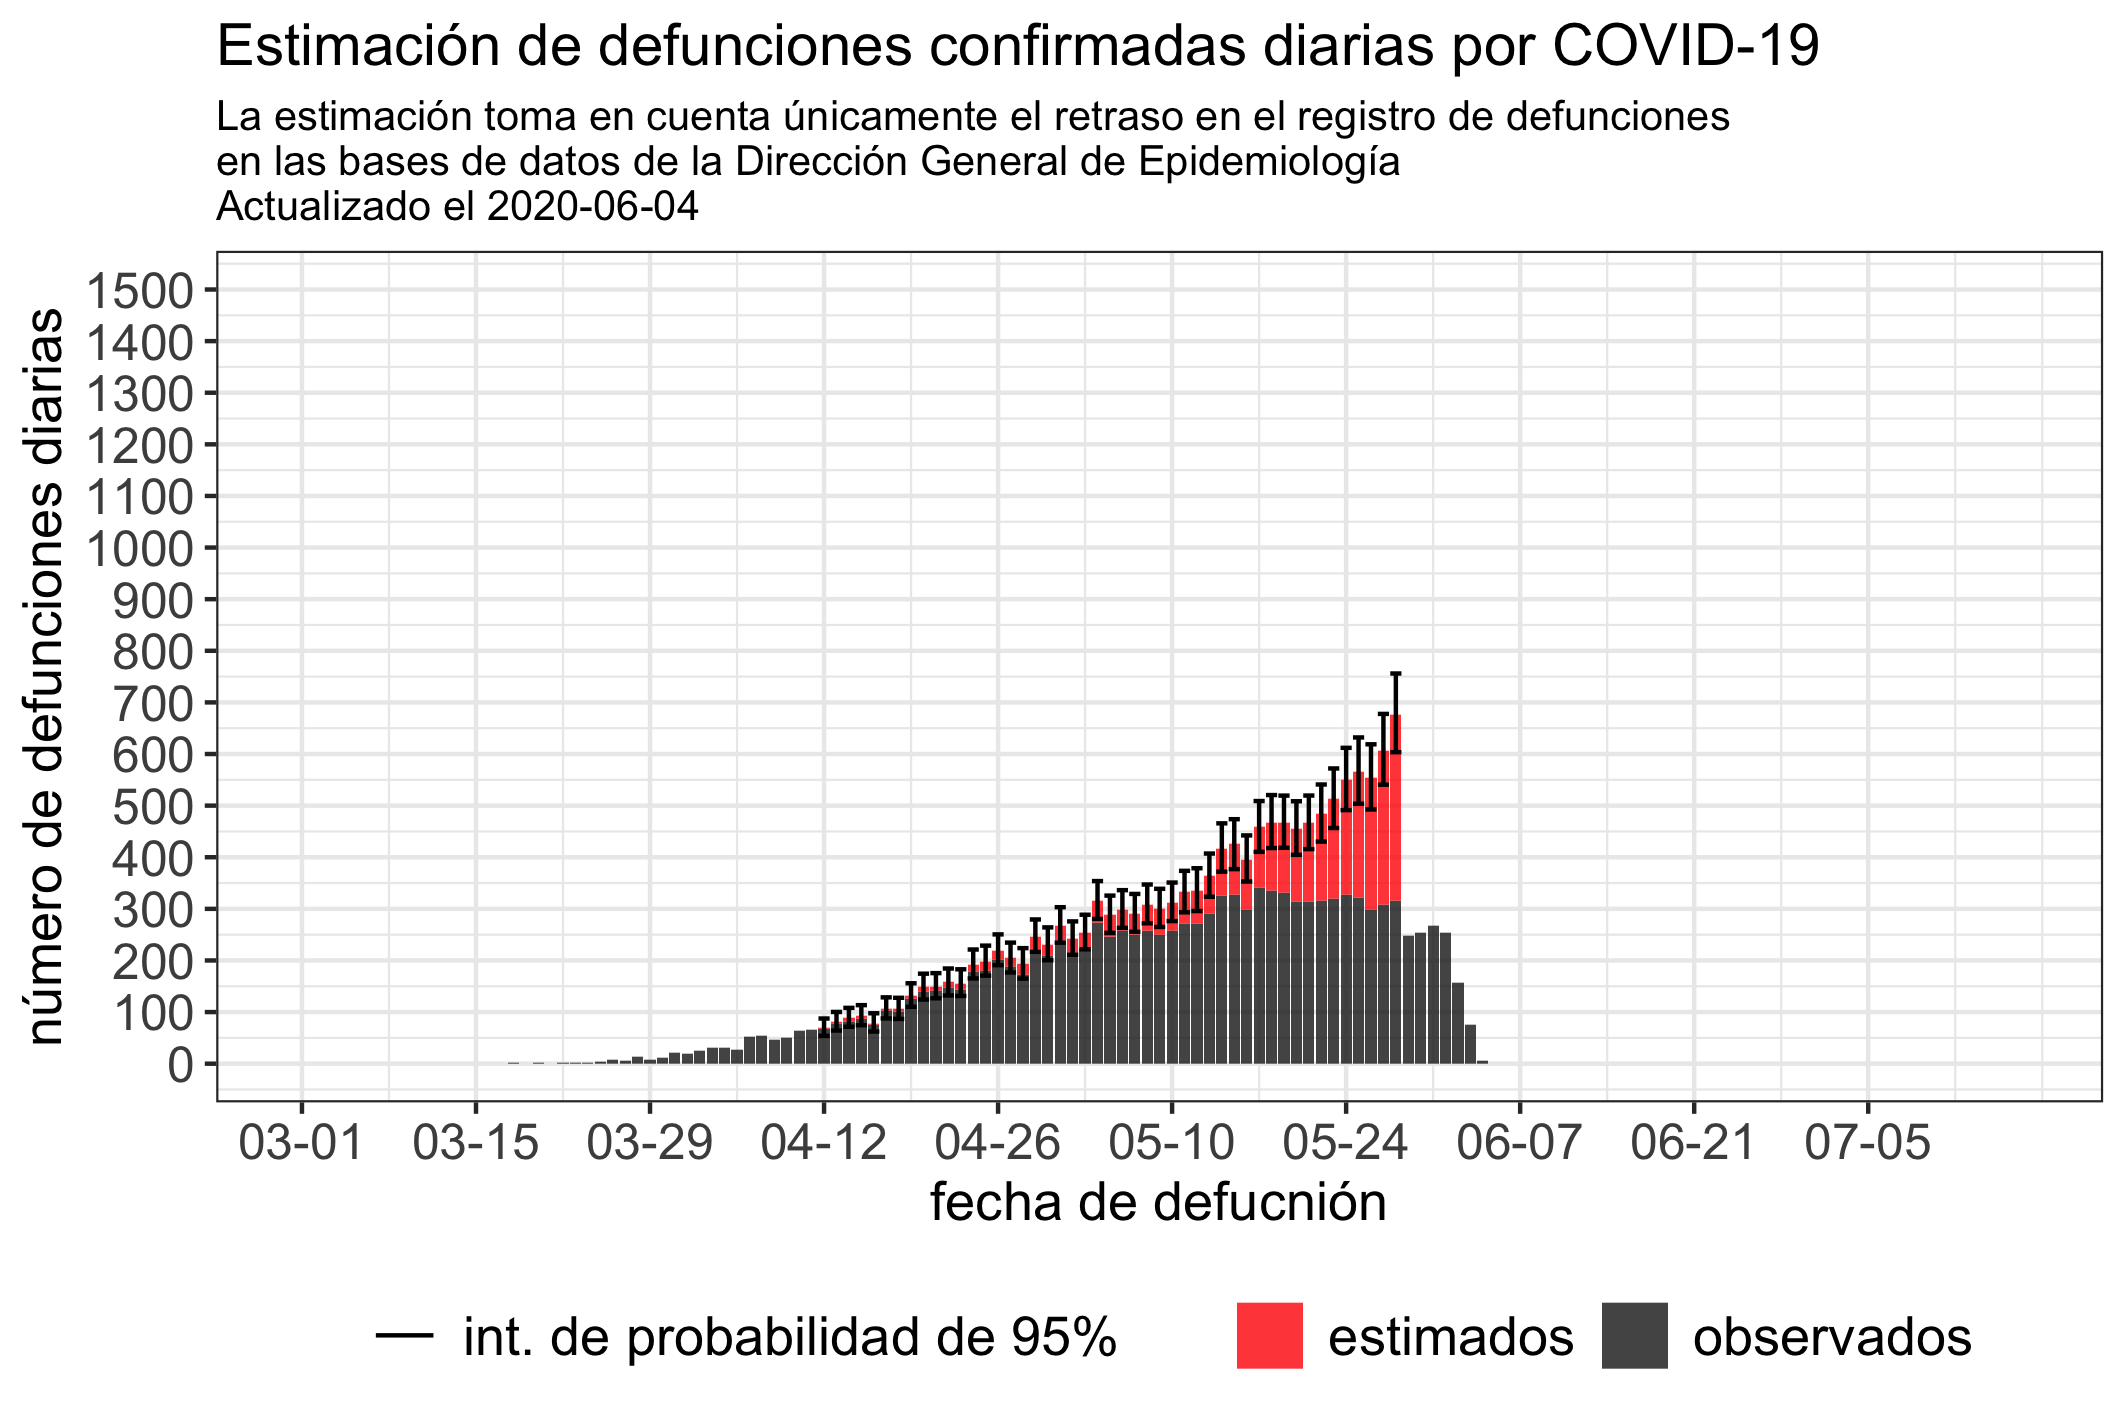 Estimación de defunciones confirmadas diarias por COVID-19
La estimación toma en cuenta únicamente el retraso en el registro de defunciones
en las bases de datos de la Dirección General de Epidemiología
Actualizado el 2020-06-04
número de defunciones diarias
1500
1400
1300
1200
1100
1000
900
800
700
600
500
400
300
200
100
0
03-01 03-15 03-29 04-12 04-26 05-10 05-24 06-07 06-21 07-05
fecha de defucnión
int. de probabilidad de 95% estimados observados